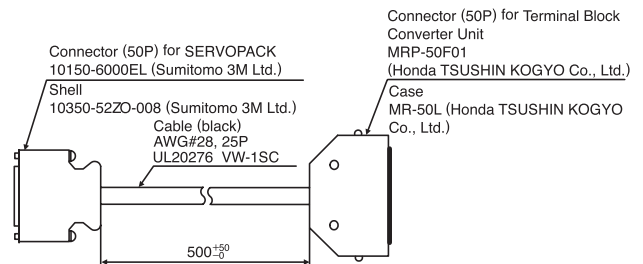 Connector (50P) for SERVOPACK
10150-6000EL (Sumitomo 3M Ltd.)
Shell
10350-52ZO-008 (Sumitomo 3M Ltd.)
Cable (black)
AWG#28, 25P
UL20276 VW-1SC
Connector (50P) for Terminal Block
Converter Unit
MRP-50F01
(Honda TSUSHIN KOGYO Co., Ltd.)
Case
MR-50L (Honda TSUSHIN KOGYO
Co., Ltd.)
500 +50 -0